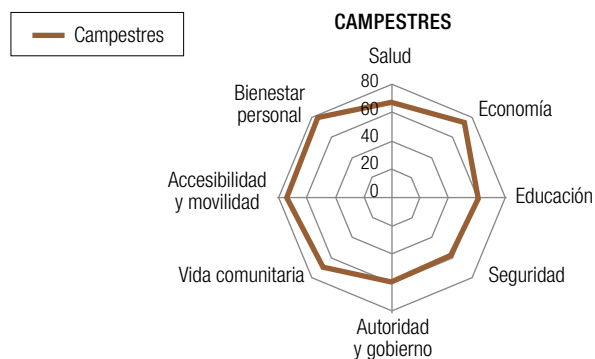 Campestres
CAMPESTRES
Salud
80
60
40
20
0
Economía
Educación
Seguridad
Autoridad
y gobierno
Vida comunitaria
Accesibilidad
y movilidad
Bienestar
personal